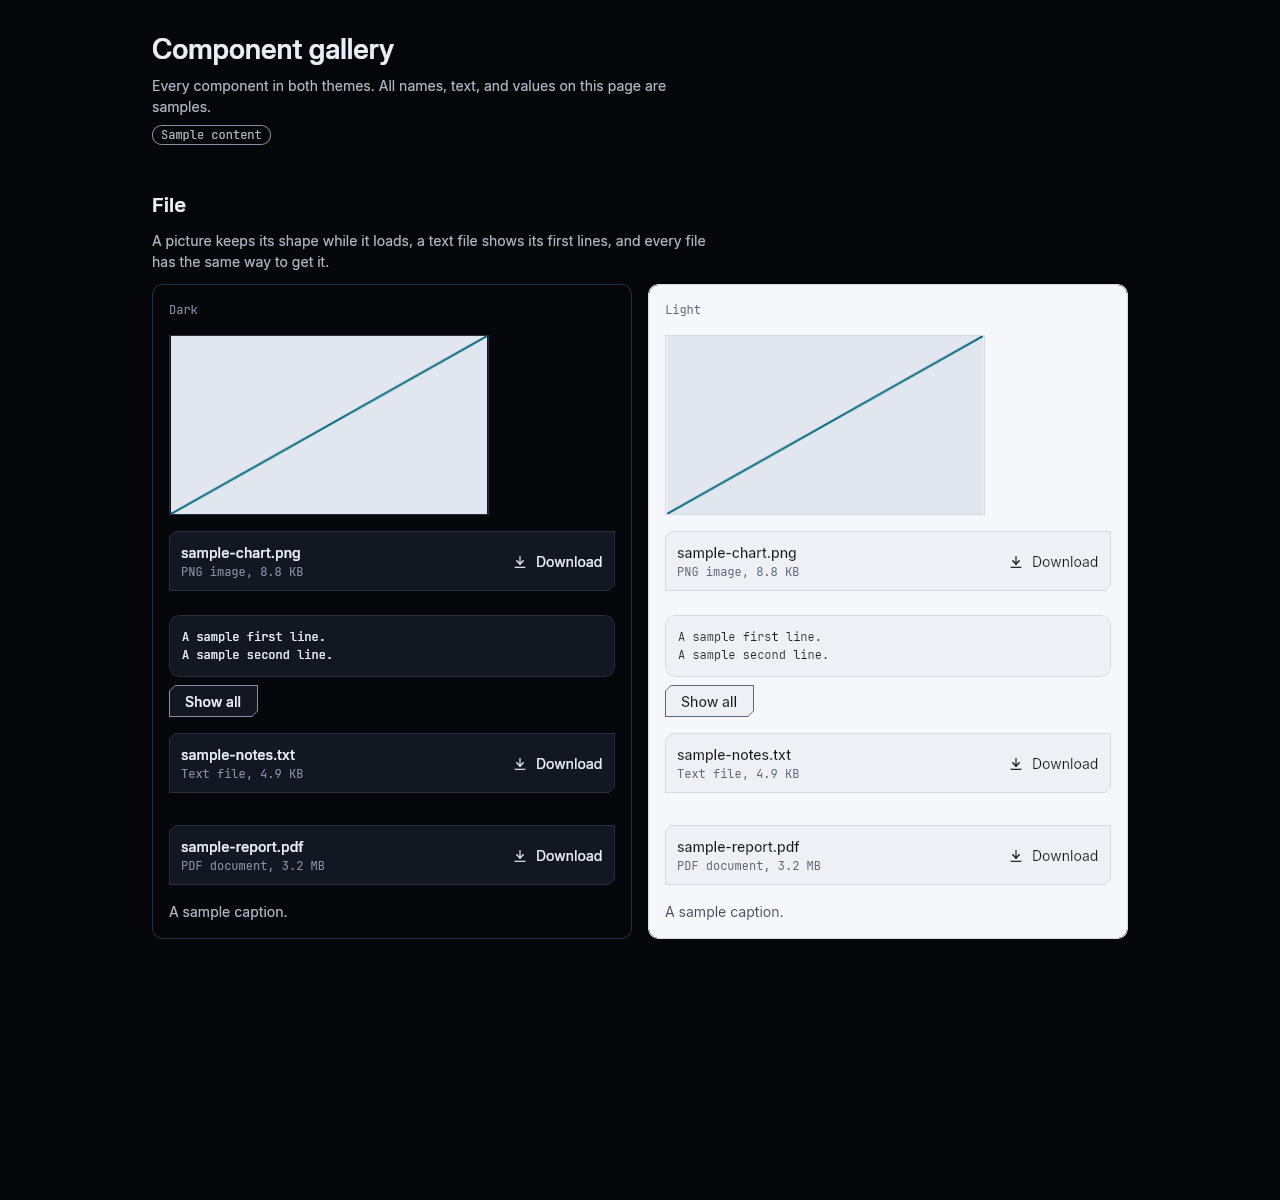 Component gallery
Every component in both themes. All names, text, and values on this page are
samples.
Sample content
File
A picture keeps its shape while it loads, a text file shows its first lines, and every file
has the same way to get it.
Dark
sample-chart.png
PNG image, 8.8 KB
Download
A sample first line.
A sample second line.
Show all
sample-notes.txt
Text file, 4.9 KB
Download
sample-report.pdf
PDF document, 3.2 MB
Download
A sample caption.
Light
sample-chart.png
PNG image, 8.8 KB
Download
A sample first line.
A sample second line.
Show all
sample-notes.txt
Text file, 4.9 KB
Download
sample-report.pdf
PDF document, 3.2 MB
Download
A sample caption.